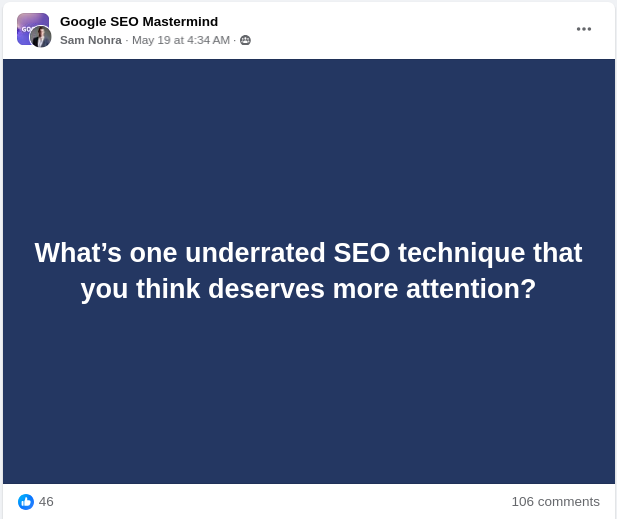 Google SEO Mastermind
Sam Nohra · May 19 at 4:34 AM ·
What’s one underrated SEO technique that
you think deserves more attention?
46
106 comments